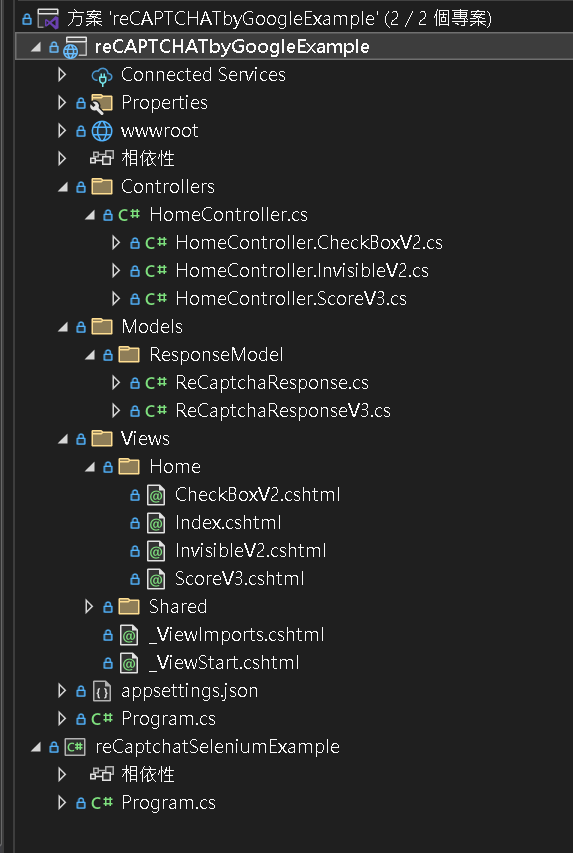 方案 'reCAPTCHATbyGoogleExample' (2 / 2 個專案)
reCAPTCHATbyGoogleExample
Connected Services
Properties
wwwroot
相依性
Controllers
C# HomeController.cs
C# HomeController.CheckBoxV2.cs
C# HomeController.InvisibleV2.cs
C# HomeController.ScoreV3.cs
Models
ResponseModel
C# ReCaptchaResponse.cs
C# ReCaptchaResponseV3.cs
Views
Home
@ CheckBoxV2.cshtml
@ Index.cshtml
@ InvisibleV2.cshtml
@ ScoreV3.cshtml
Shared
@ _ViewImports.cshtml
@ _ViewStart.cshtml
appsettings.json
C# Program.cs
C# reCaptchatSeleniumExample
相依性
C# Program.cs